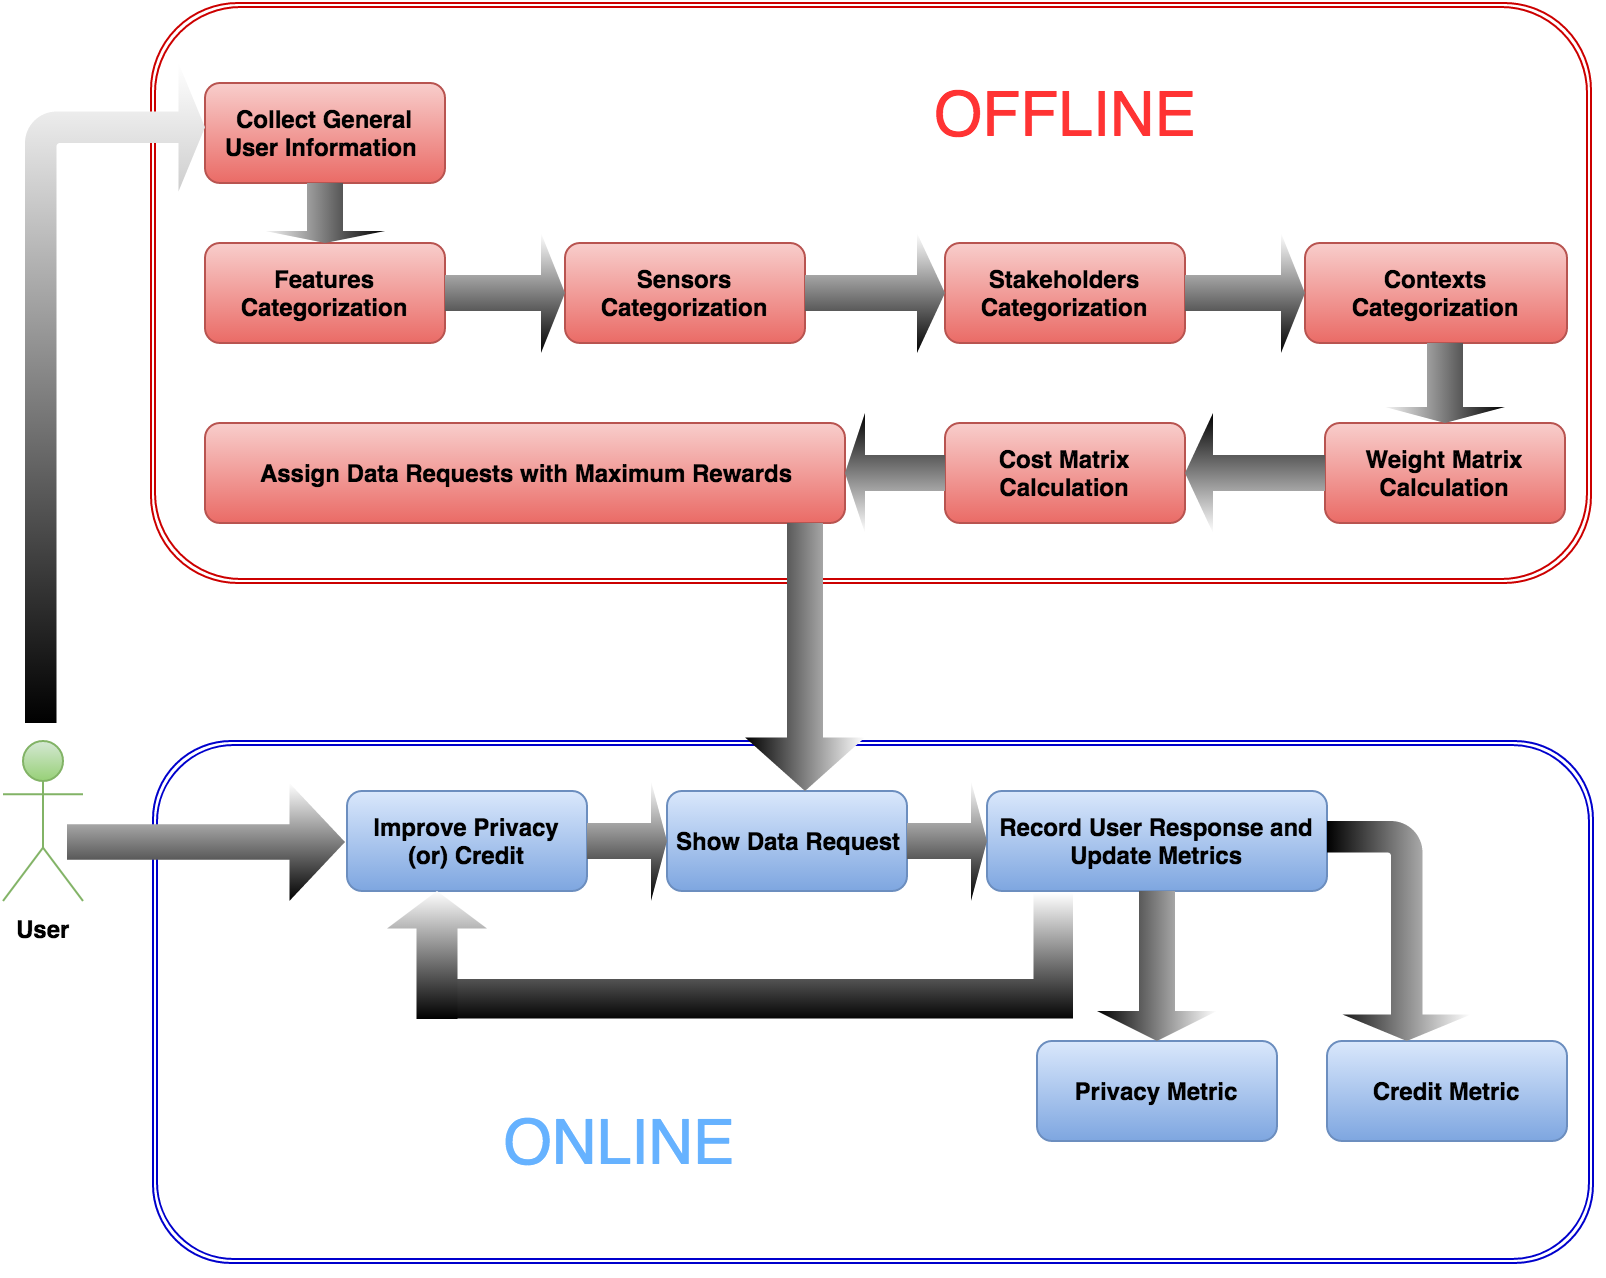 OFFLINE
Collect General
User Information
Features
Categorization
Sensors
Categorization
Stakeholders
Categorization
Contexts
Categorization
Assign Data Requests with Maximum Rewards
Cost Matrix
Calculation
Weight Matrix
Calculation
User
Improve Privacy
(or) Credit
Show Data Request
Record User Response and
Update Metrics
Privacy Metric
Credit Metric
ONLINE